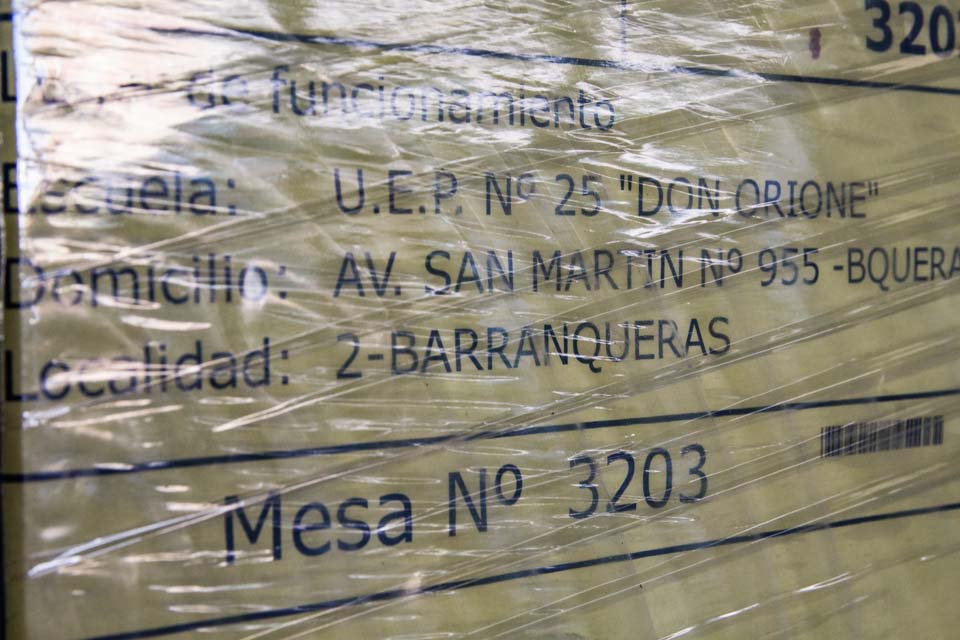 de funcionamiento
Escuela: U.E.P. Nº 25 "DON ORIONE"
Domicilio: AV. SAN MARTIN Nº 955 -BQUERA
Localidad: 2-BARRANQUERAS
Mesa Nº 3203